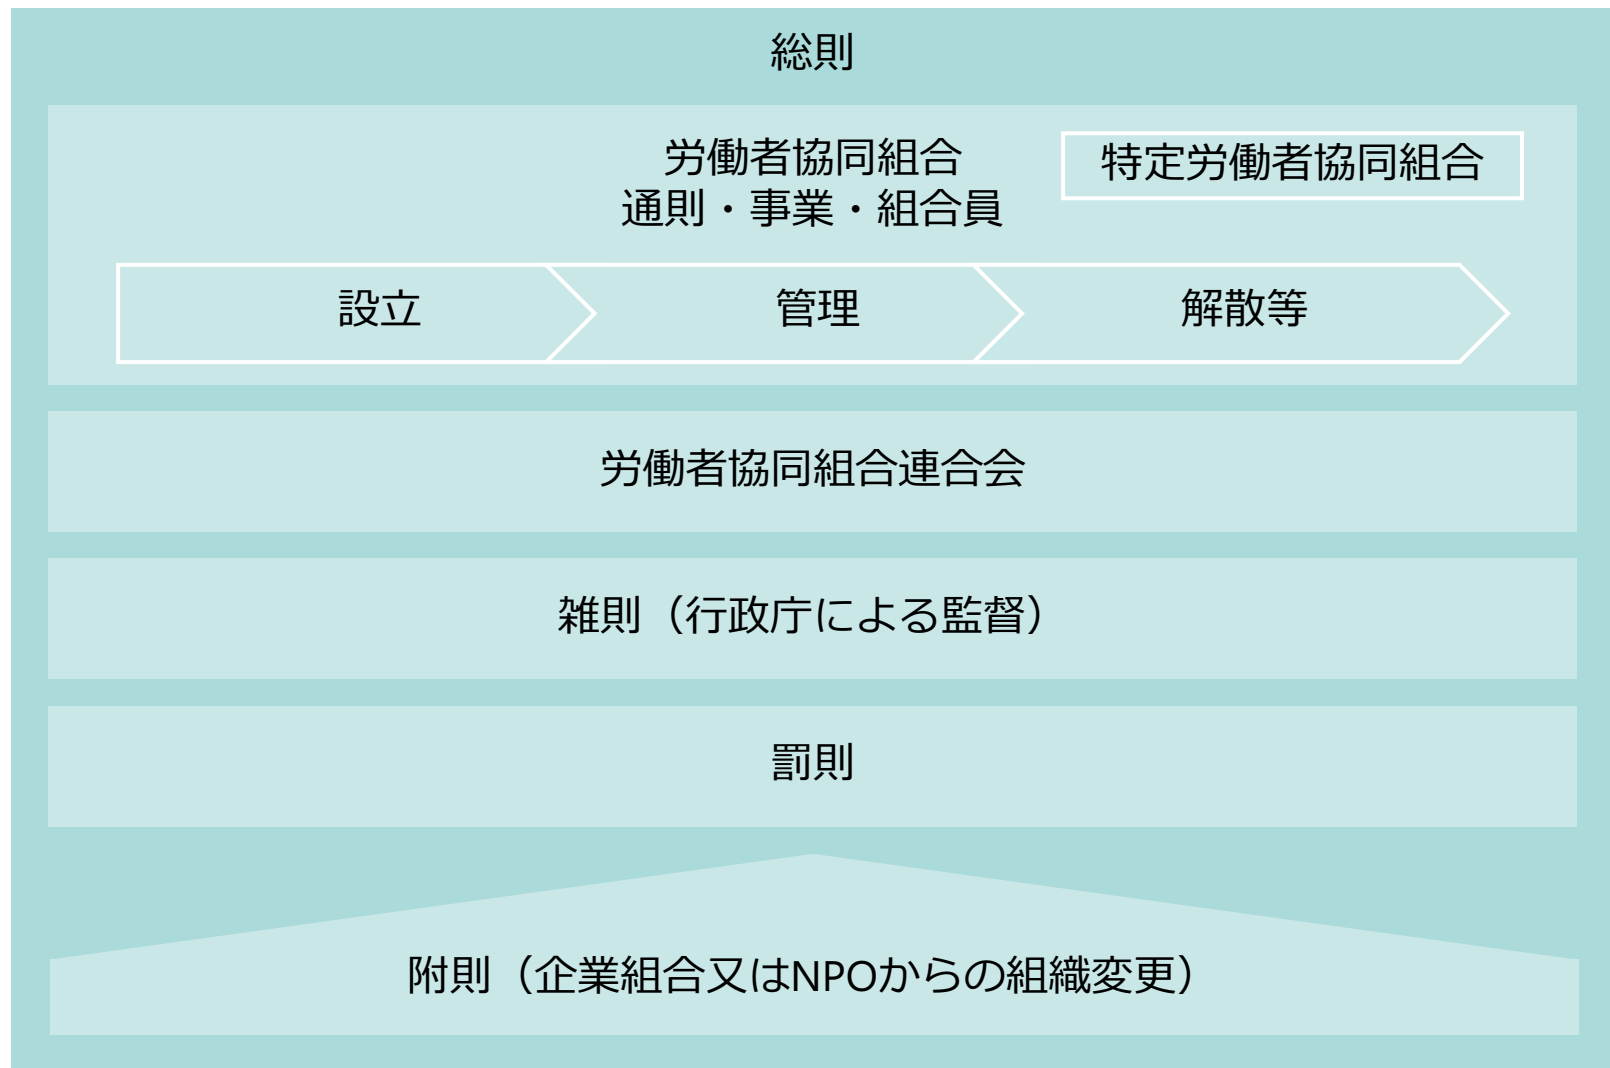 総則
労働者協同組合
通則・事業・組合員
特定労働者協同組合
設立
管理
解散等
労働者協同組合連合会
雑則（行政庁による監督）
罰則
附則（企業組合又はNPOからの組織変更）